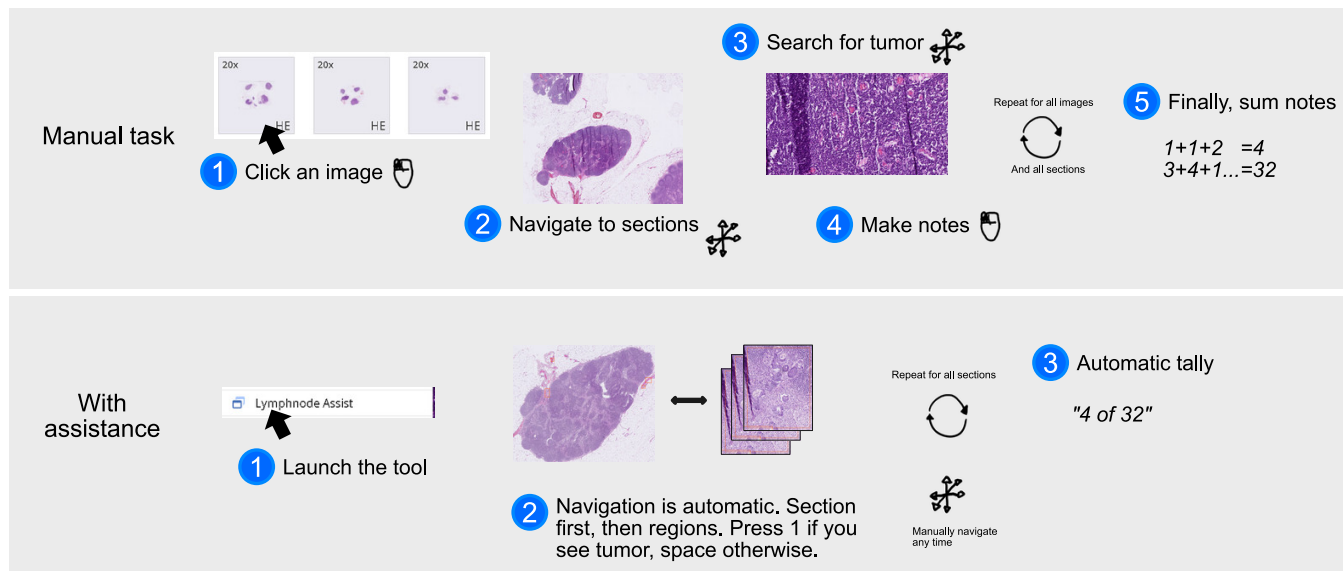 Manual task
20x
HE
20x
HE
20x
HE
1 Click an image
2 Navigate to sections
3 Search for tumor
4 Make notes
Repeat for all images
And all sections
5 Finally, sum notes
1+1+2 =4
3+4+1...=32
With
assistance
Lymphnode Assist
1 Launch the tool
2 Navigation is automatic. Section
first, then regions. Press 1 if you
see tumor, space otherwise.
Repeat for all sections
Manually navigate
any time
3 Automatic tally
"4 of 32"